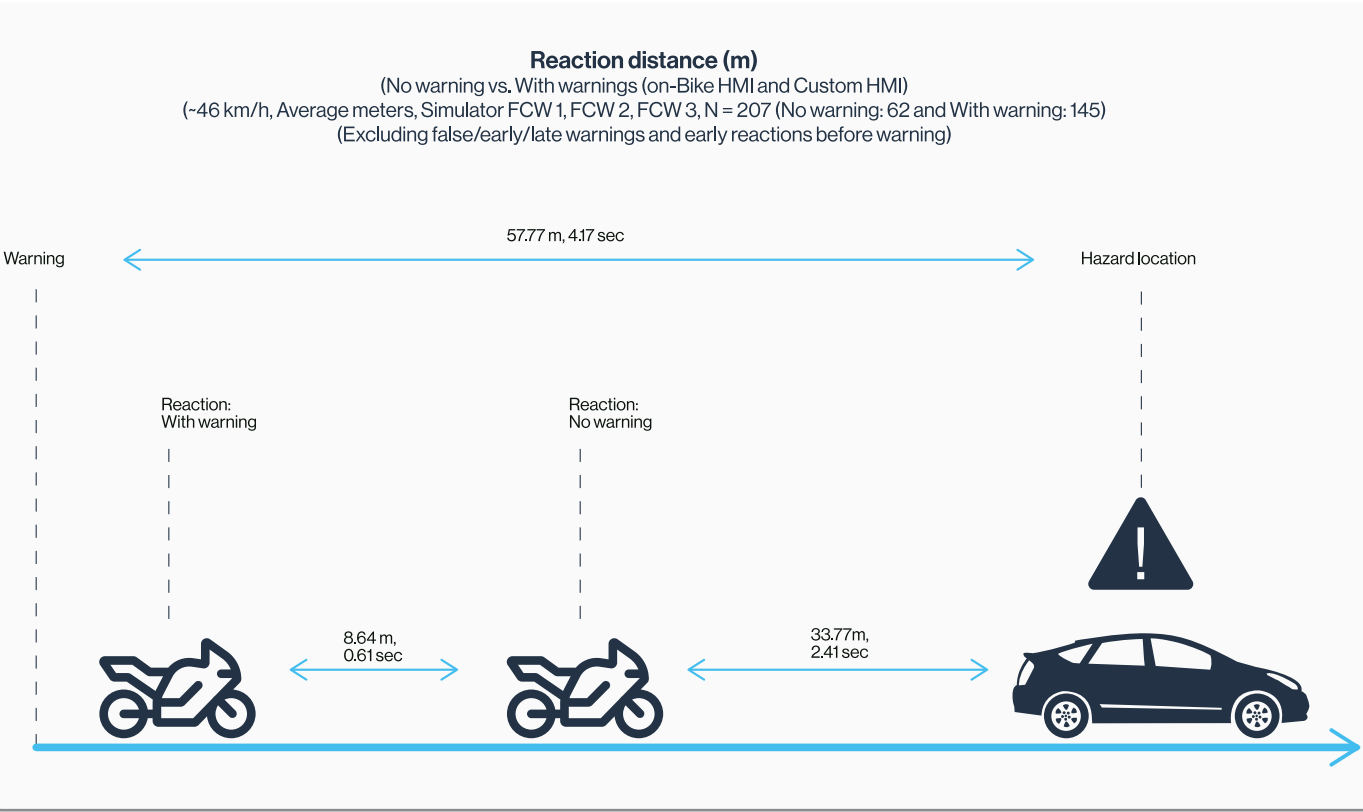 Reaction distance (m)
(No warning vs. With warnings (on-Bike HMI and Custom HMI)
(~46 km/h, Average meters, Simulator FCW 1, FCW 2, FCW 3, N = 207 (No warning: 62 and With warning: 145)
(Excluding false/early/late warnings and early reactions before warning)
57.77 m, 4.17 sec
Warning
Hazard location
Reaction:
With warning
Reaction:
No warning
8.64 m,
0.61 sec
33.77m,
2.41 sec
!